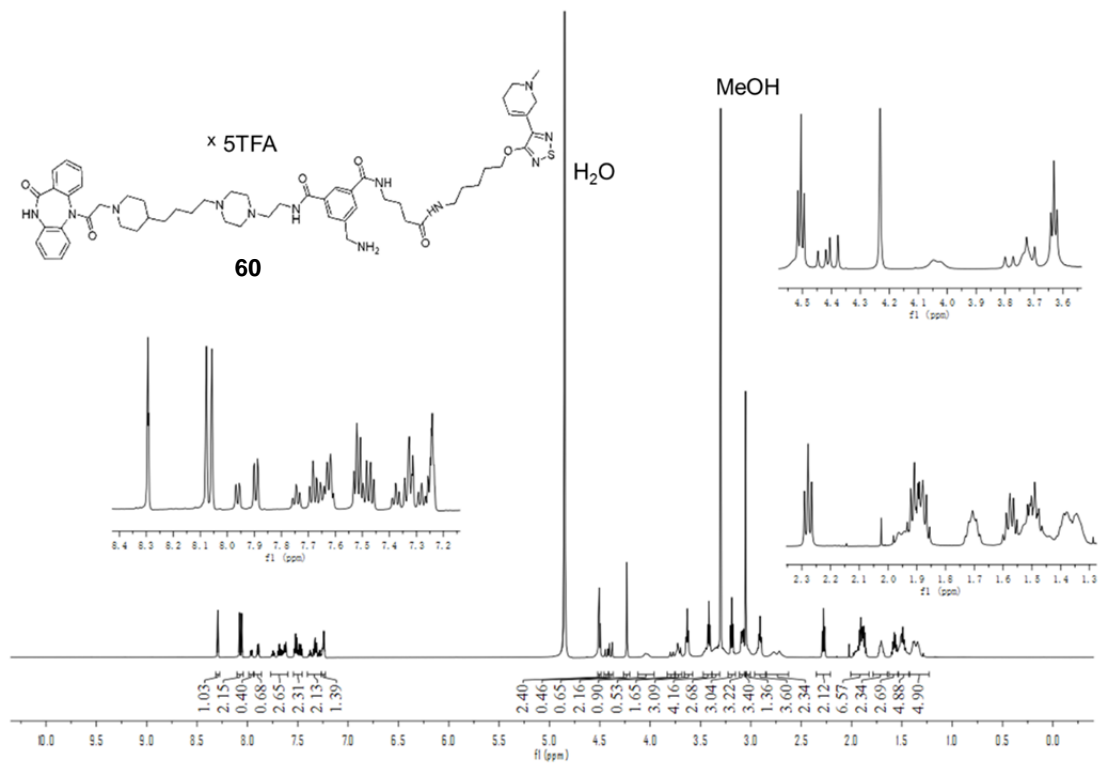 MeOH
H₂O
x 5TFA
N
N
S
N
O
O
NH
O
HN
O
O
N
H
N
N
N
N
O
HN
O
NH₂
60
4.5 4.4 4.3 4.2 4.1 4.0 3.9 3.8 3.7 3.6
f1 (ppm)
8.4 8.3 8.1 8.0 7.9 7.8 7.7 7.6 7.5 7.4 7.3 7.2
f1 (ppm)
2.3 2.2 2.1 2.0 1.9 1.8 1.7 1.6 1.5 1.4 1.3
f1 (ppm)
1.03 2.15 0.40 0.68 2.65 2.31 2.13 1.39 2.40 0.46 0.65 2.16 0.90 0.53 1.65 3.09 4.16 2.68 3.04 3.22 3.40 1.36 3.60 2.34 2.12 6.57 2.34 2.69 4.88 4.90
10.0 9.5 9.0 8.5 8.0 7.5 7.0 6.5 6.0 5.5 5.0 4.5 4.0 3.5 3.0 2.5 2.0 1.5 1.0 0.5 0.0
f1 (ppm)